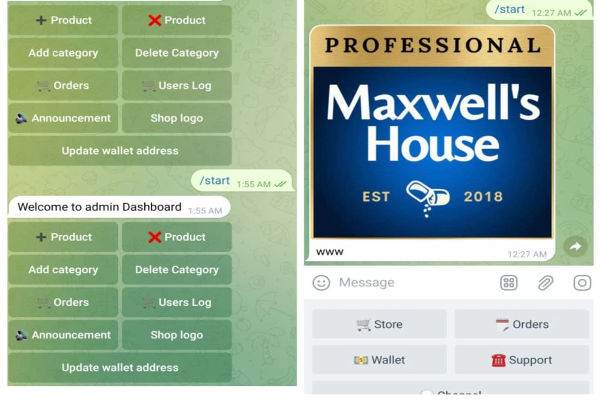 ➕ Product
❌ Product
Add category
Delete Category
🛒 Orders
🛒 Users Log
🔊 Announcement
Shop logo
Update wallet address
/start 1:55 AM
Welcome to admin Dashboard 1:55 AM
➕ Product
❌ Product
Add category
Delete Category
🛒 Orders
🛒 Users Log
🔊 Announcement
Shop logo
Update wallet address
/start 12:27 AM
PROFESSIONAL
Maxwell's
House
EST 2018
www 12:27 AM
Message
🛒 Store
Orders
💵 Wallet
☎️ Support
Channel